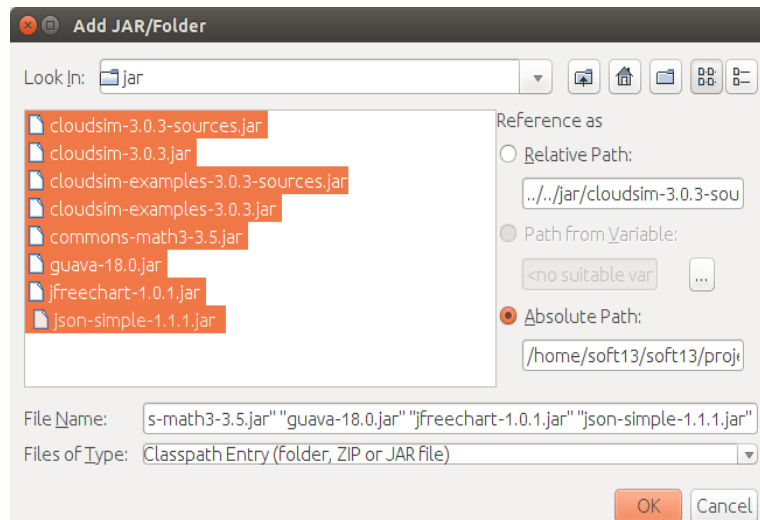 Add JAR/Folder
Look In: jar
cloudsim-3.0.3-sources.jar
cloudsim-3.0.3.jar
cloudsim-examples-3.0.3-sources.jar
cloudsim-examples-3.0.3.jar
commons-math3-3.5.jar
guava-18.0.jar
jfreechart-1.0.1.jar
json-simple-1.1.1.jar
Reference as
Relative Path:
../../jar/cloudsim-3.0.3-sou
Path from Variable:
<no suitable var
...
Absolute Path:
/home/soft13/soft13/proje
File Name: s-math3-3.5.jar" "guava-18.0.jar" "jfreechart-1.0.1.jar" "json-simple-1.1.1.jar"
Files of Type: Classpath Entry (folder, ZIP or JAR file)
OK Cancel